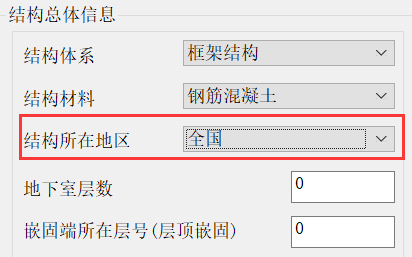 结构总体信息
结构体系 框架结构
结构材料 钢筋混凝土
结构所在地区 全国
地下室层数 0
嵌固端所在层号(层顶嵌固) 0